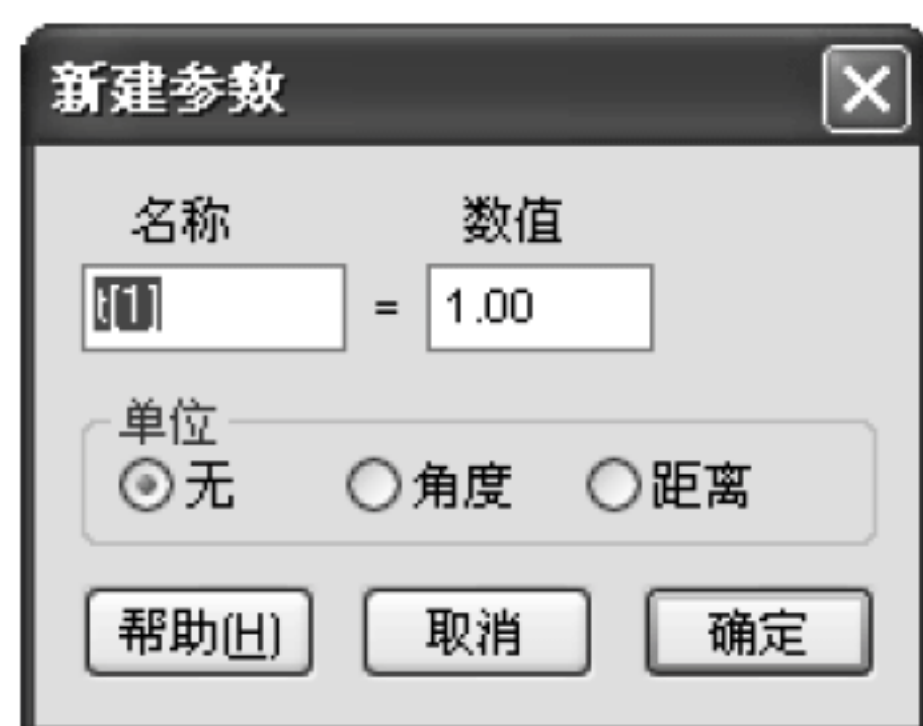 新建参数
名称 数值
t[1] = 1.00
单位
无 角度 距离
帮助(H) 取消 确定